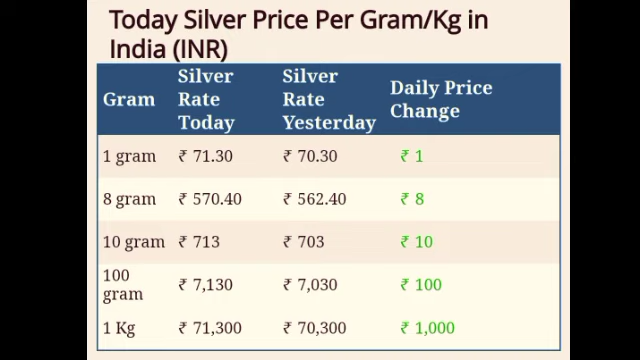 Today Silver Price Per Gram/Kg in
India (INR)
Gram Silver Rate Today Silver Rate Yesterday Daily Price Change
1 gram ₹ 71.30 ₹ 70.30 ₹ 1
8 gram ₹ 570.40 ₹ 562.40 ₹ 8
10 gram ₹ 713 ₹ 703 ₹ 10
100 gram ₹ 7,130 ₹ 7,030 ₹ 100
1 Kg ₹ 71,300 ₹ 70,300 ₹ 1,000